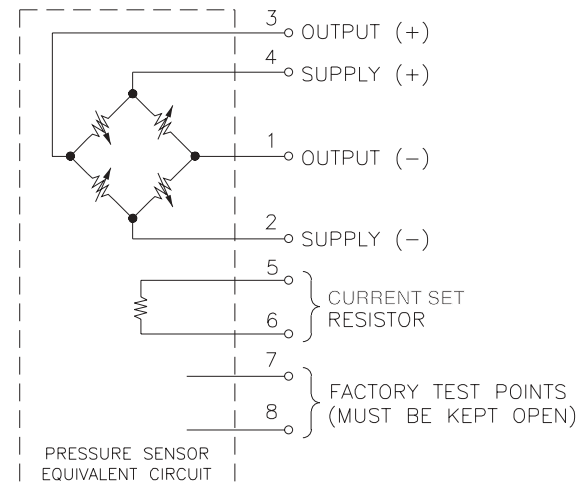 3 OUTPUT (+)
4 SUPPLY (+)
1 OUTPUT (−)
2 SUPPLY (−)
5
CURRENT SET
RESISTOR
6
7
FACTORY TEST POINTS
(MUST BE KEPT OPEN)
8
PRESSURE SENSOR
EQUIVALENT CIRCUIT